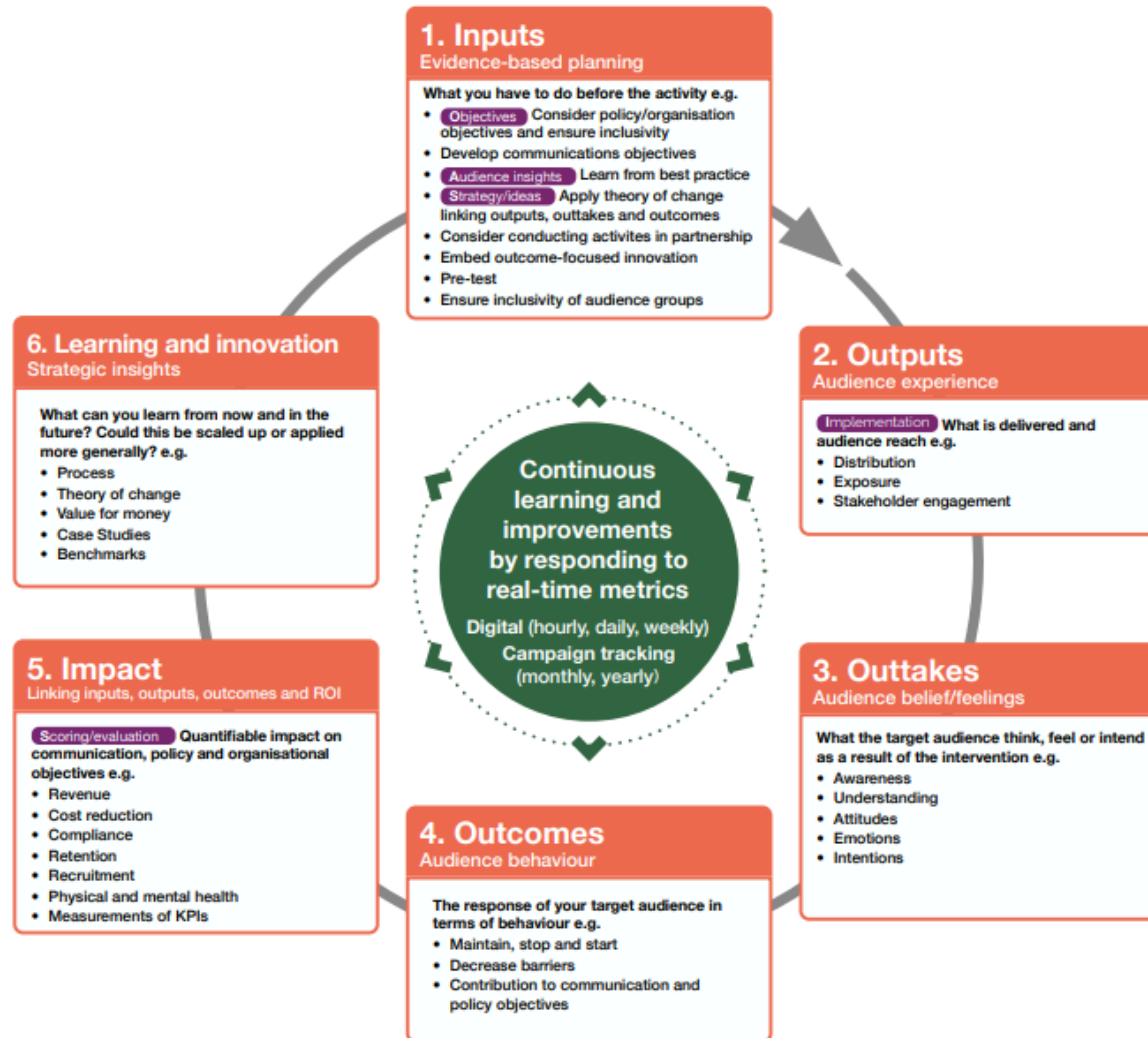 1. Inputs
Evidence-based planning
What you have to do before the activity e.g.
• Objectives Consider policy/organisation
objectives and ensure inclusivity
• Develop communications objectives
• Audience insights Learn from best practice
• Strategy/ideas Apply theory of change
linking outputs, outtakes and outcomes
• Consider conducting activites in partnership
• Embed outcome-focused innovation
• Pre-test
• Ensure inclusivity of audience groups
2. Outputs
Audience experience
Implementation What is delivered and
audience reach e.g.
• Distribution
• Exposure
• Stakeholder engagement
3. Outtakes
Audience belief/feelings
What the target audience think, feel or intend
as a result of the intervention e.g.
• Awareness
• Understanding
• Attitudes
• Emotions
• Intentions
4. Outcomes
Audience behaviour
The response of your target audience in
terms of behaviour e.g.
• Maintain, stop and start
• Decrease barriers
• Contribution to communication and
policy objectives
5. Impact
Linking inputs, outputs, outcomes and ROI
Scoring/evaluation Quantifiable impact on
communication, policy and organisational
objectives e.g.
• Revenue
• Cost reduction
• Compliance
• Retention
• Recruitment
• Physical and mental health
• Measurements of KPIs
6. Learning and innovation
Strategic insights
What can you learn from now and in the
future? Could this be scaled up or applied
more generally? e.g.
• Process
• Theory of change
• Value for money
• Case Studies
• Benchmarks
Continuous
learning and
improvements
by responding to
real-time metrics
Digital (hourly, daily, weekly)
Campaign tracking
(monthly, yearly)